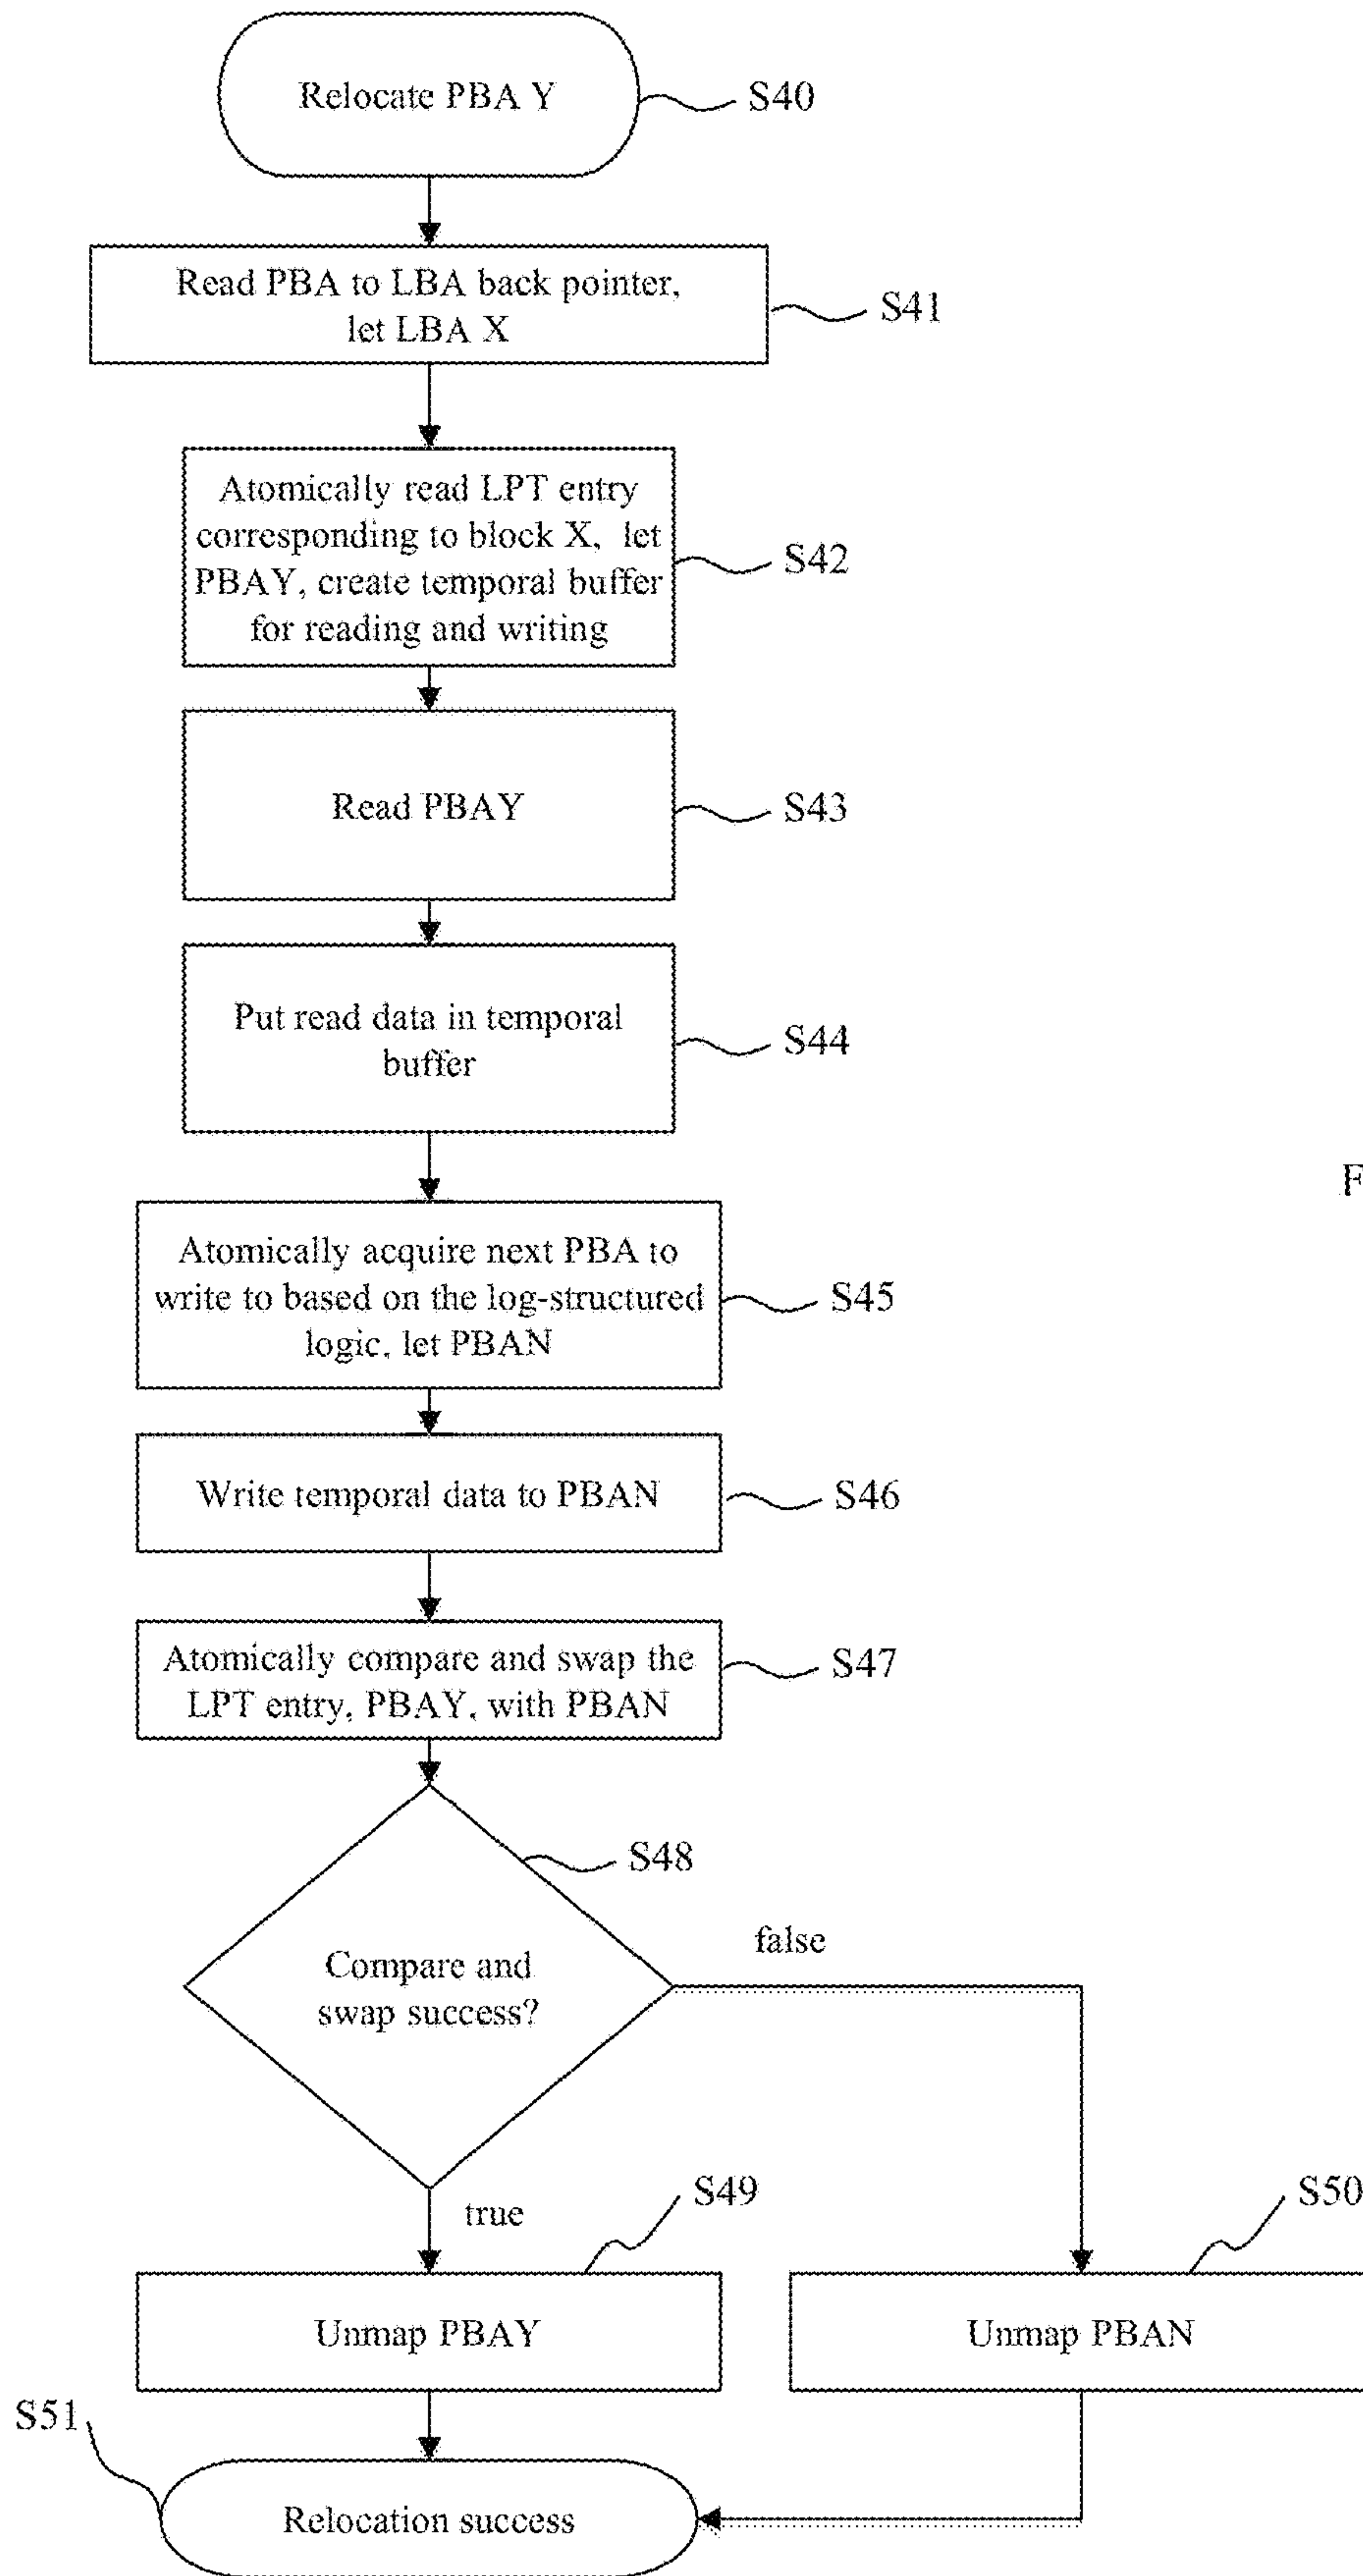 Relocate PBA Y
S40
Read PBA to LBA back pointer,
let LBA X
S41
Atomically read LPT entry
corresponding to block X, let
PBAY, create temporal buffer
for reading and writing
S42
Read PBAY
S43
Put read data in temporal
buffer
S44
F
Atomically acquire next PBA to
write to based on the log-structured
logic, let PBAN
S45
Write temporal data to PBAN
S46
Atomically compare and swap the
LPT entry, PBAY, with PBAN
S47
S48
Compare and
swap success?
false
true
S49
S50
Unmap PBAY
Unmap PBAN
S51
Relocation success